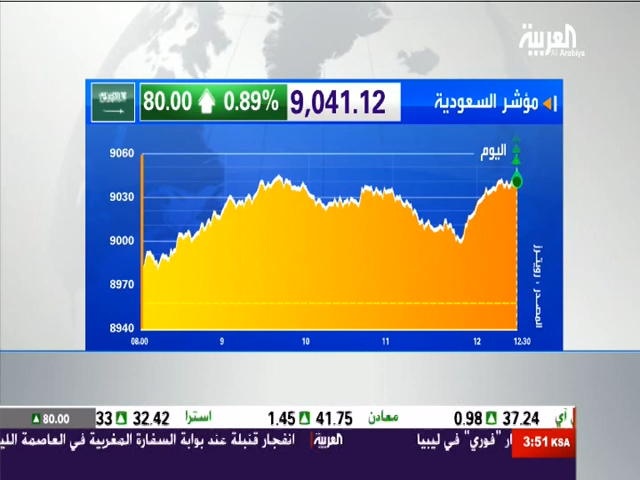 العربية
Al Arabiya
مؤشر السعودية 9,041.12 0.89% 80.00
اليوم
9060
9030
9000
8970
8940
08:00 9 10 11 12 12:30
المصدر : رويترز
37.24 0.98 معادن 41.75 1.45 استرا 32.42 33
80.00
"فوري" في ليبيا العربية انفجار قنبلة عند بوابة السفارة المغربية في العاصمة
3:51 KSA